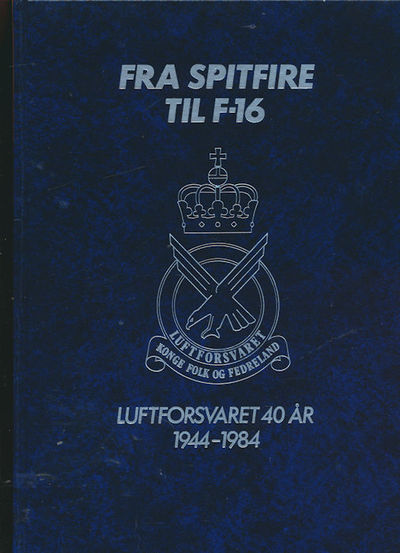 FRA SPITFIRE
TIL F-16
LUFTFORSVARET
KONGE FOLK OG FEDRELAND
LUFTFORSVARET 40 ÅR
1944-1984